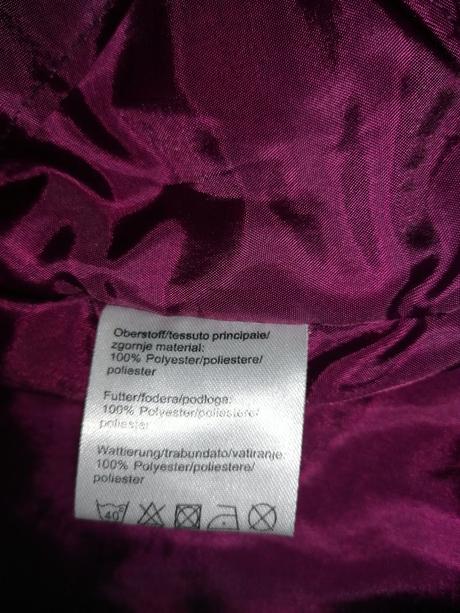 Oberstoff/tessuto principale/
zgornje material:
100% Polyester/poliestere/
poliester
Futter/fodera/podloga:
100% Polyester/poliestere/
poliester
Wattierung/trabundato/vatiranje:
100% Polyester/poliestere/
poliester
40°